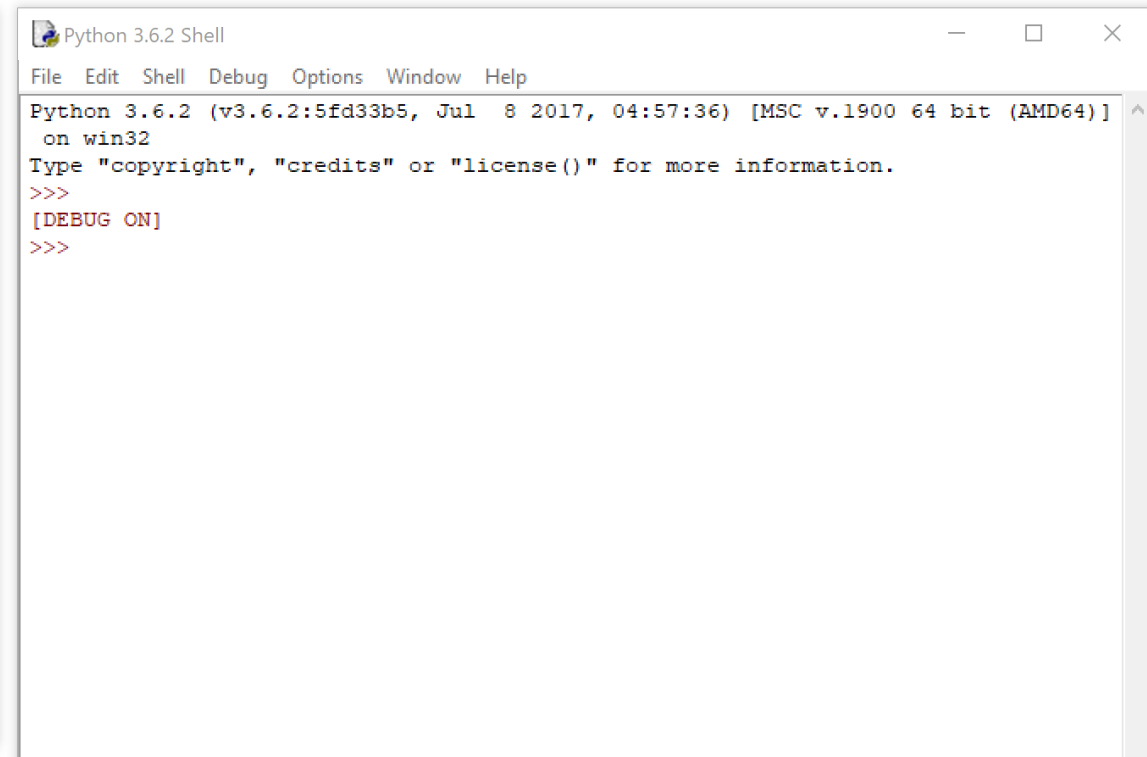 Python 3.6.2 Shell
File Edit Shell Debug Options Window Help
Python 3.6.2 (v3.6.2:5fd33b5, Jul  8 2017, 04:57:36) [MSC v.1900 64 bit (AMD64)]
 on win32
Type "copyright", "credits" or "license()" for more information.
>>>
[DEBUG ON]
>>>